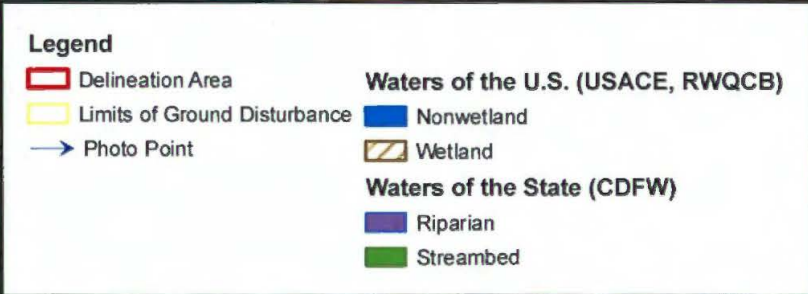 Legend
Delineation Area
Limits of Ground Disturbance
Photo Point
Waters of the U.S. (USACE, RWQCB)
Nonwetland
Wetland
Waters of the State (CDFW)
Riparian
Streambed